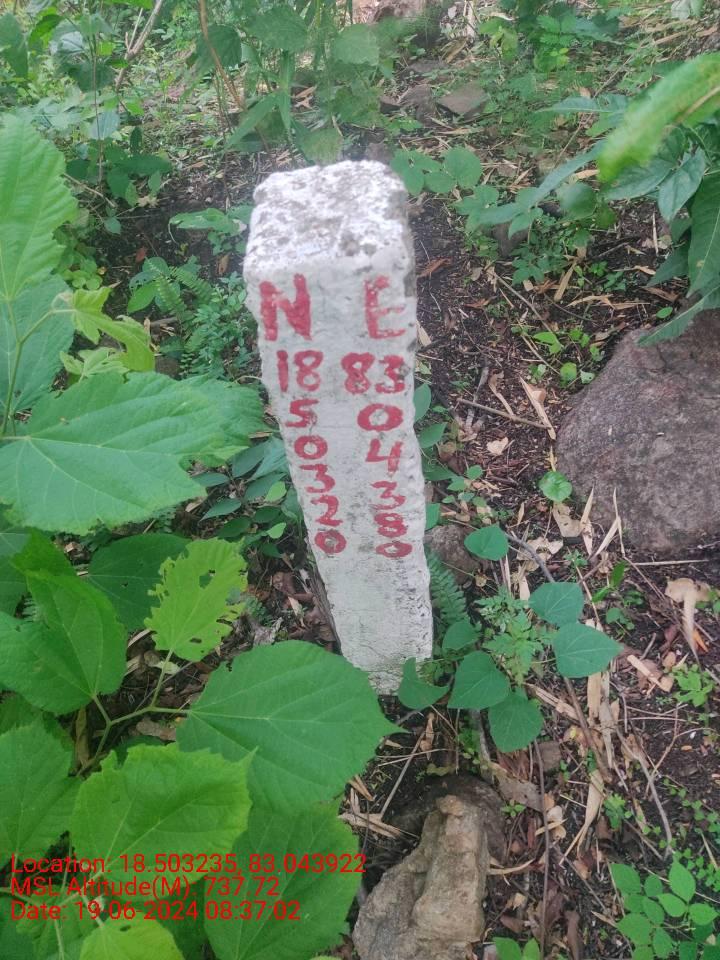 N E
18 83
5 0
0 4
3 3
2 8
0 0
Location: 18.503235, 83.043922
MSL Altitude(M): 737.72
Date: 19-06-2024 08:37:02